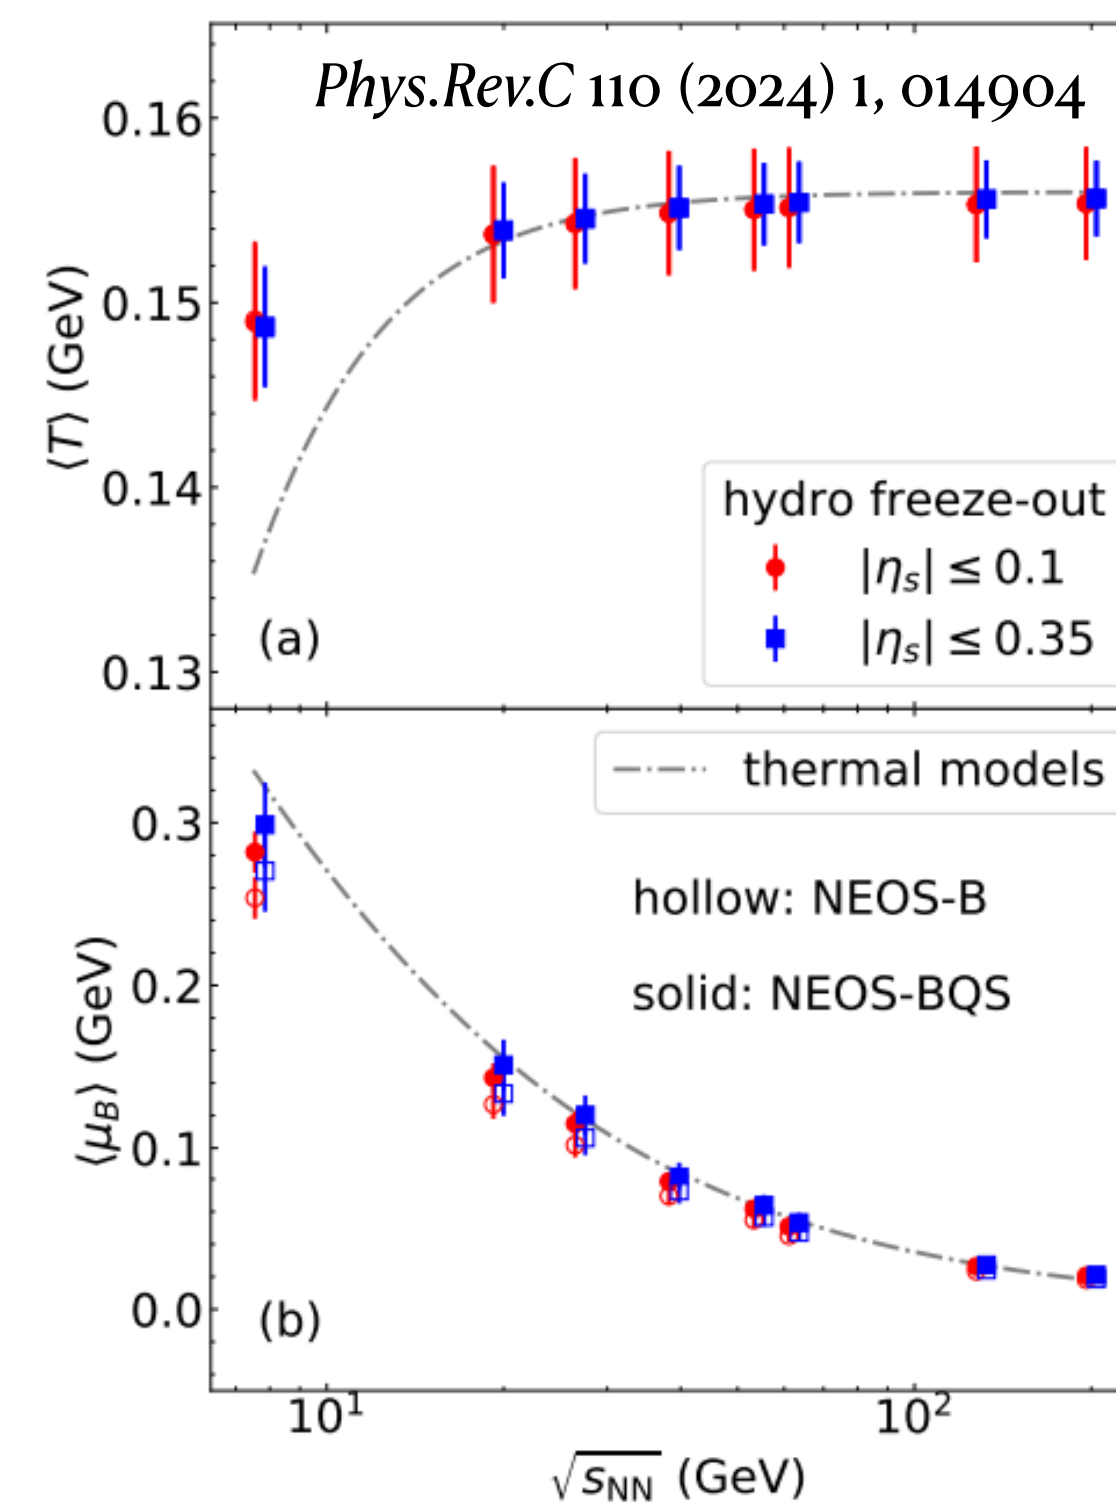 Phys.Rev.C 110 (2024) 1, 014904
0.16
0.15
0.14
0.13
⟨T⟩ (GeV)
hydro freeze-out
|ηs| ≤ 0.1
|ηs| ≤ 0.35
(a)
thermal models
hollow: NEOS-B
solid: NEOS-BQS
0.3
0.2
0.1
0.0
⟨μB⟩ (GeV)
(b)
10¹
10²
√sNN (GeV)